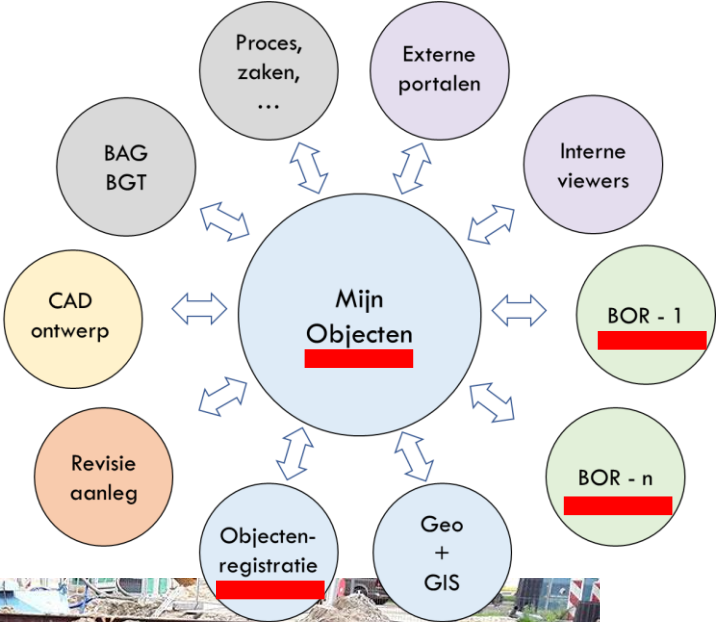 Proces,
zaken,
...
Externe
portalen
BAG
BGT
Interne
viewers
Mijn
Objecten
CAD
ontwerp
BOR - 1
Revisie
aanleg
BOR - n
Objecten-
registratie
Geo
+
GIS